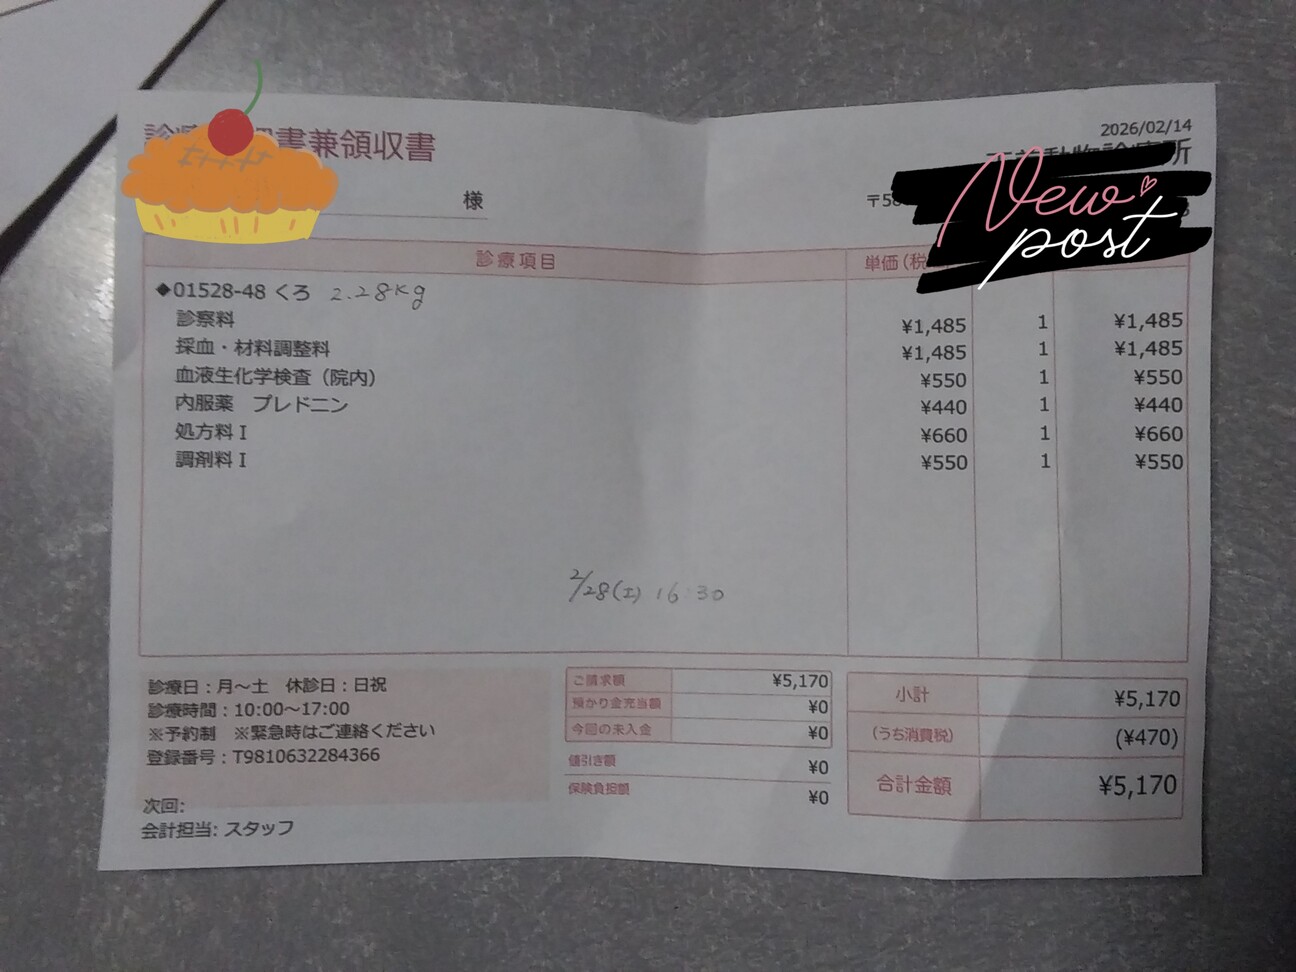 書兼領収書
2026/02/14
所
様
〒58
New
post
診療項目
単価(税
◆01528-48 くろ 2.28kg
診察料 ¥1,485 1 ¥1,485
採血・材料調整料 ¥1,485 1 ¥1,485
血液生化学検査（院内） ¥550 1 ¥550
内服薬 プレドニン ¥440 1 ¥440
処方料Ⅰ ¥660 1 ¥660
調剤料Ⅰ ¥550 1 ¥550
2/28(土) 16:30
診療日：月～土 休診日：日祝
診療時間：10:00～17:00
※予約制 ※緊急時はご連絡ください
登録番号：T9810632284366
次回:
会計担当: スタッフ
ご請求額 ¥5,170
預かり金充当額 ¥0
今回の未入金 ¥0
値引き額 ¥0
保険負担額 ¥0
小計 ¥5,170
(うち消費税) (¥470)
合計金額 ¥5,170